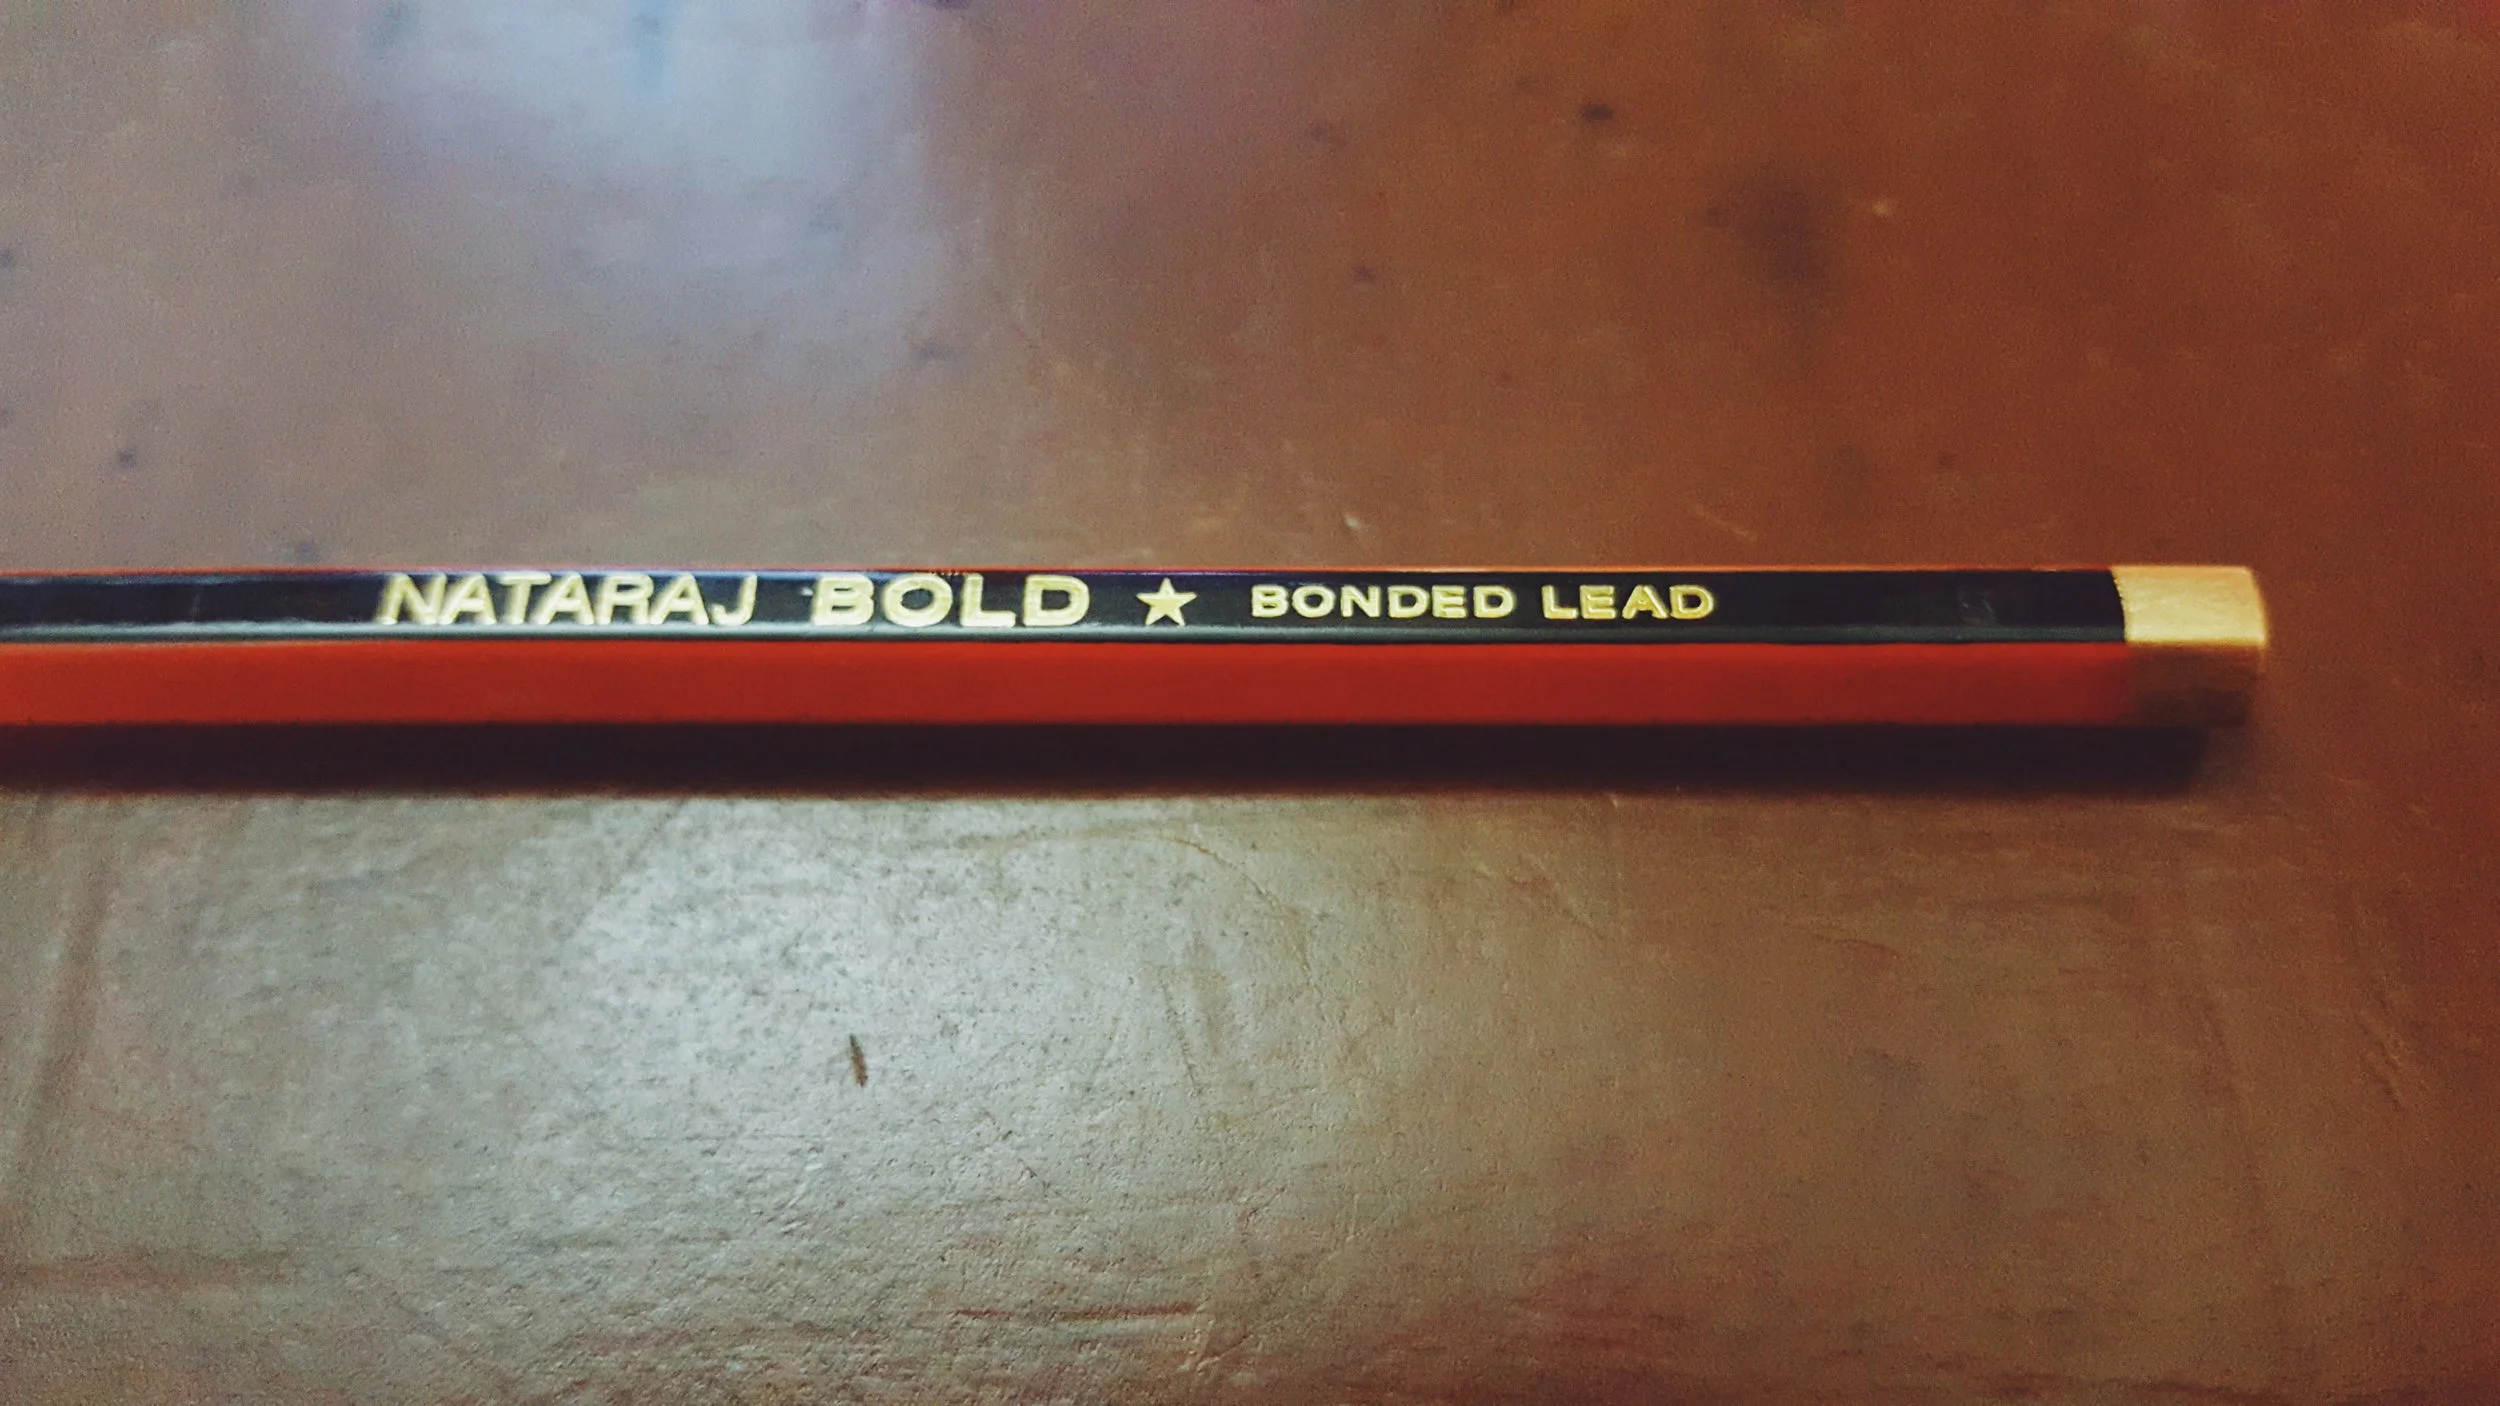 NATARAJ BOLD ★ BONDED LEAD